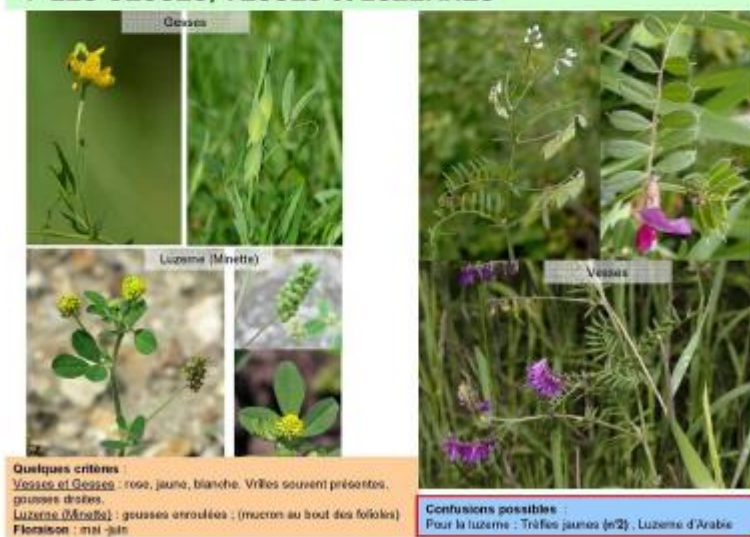 Gesses
Luzerne (Minette)
Vesses
Quelques critères :
Vesses et Gesses : rose, jaune, blanche. Vrilles souvent présentes.
gousses droites.
Luzerne (Minette) : gousses enroulées ; (mucron au bout des folioles)
Floraison : mai -juin
Confusions possibles :
Pour la luzerne : Trèfles jaunes (n°2) , Luzerne d'Arabie